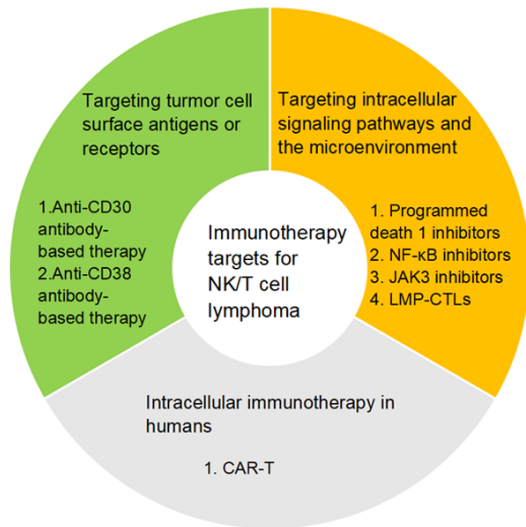 Targeting turmor cell
surface antigens or
receptors
1.Anti-CD30
antibody-
based therapy
2.Anti-CD38
antibody-
based therapy
Targeting intracellular
signaling pathways and
the microenvironment
1. Programmed
death 1 inhibitors
2. NF-κB inhibitors
3. JAK3 inhibitors
4. LMP-CTLs
Immunotherapy
targets for
NK/T cell
lymphoma
Intracellular immunotherapy in
humans
1. CAR-T